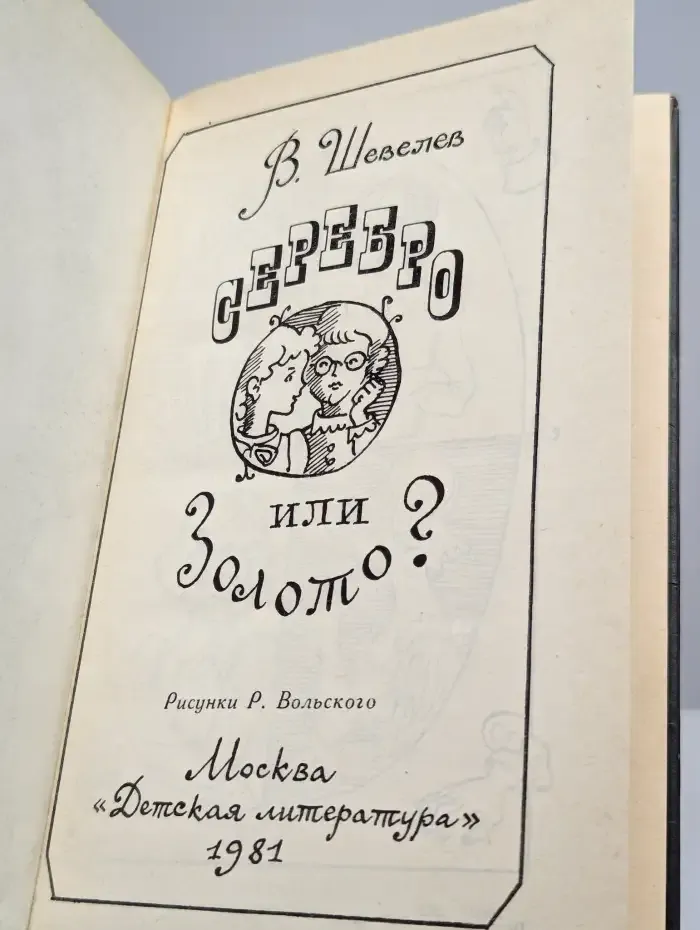 В. Шевелев
СЕРЕБРО
или
Золото?
Рисунки Р. Вольского
Москва
«Детская литература»
1981